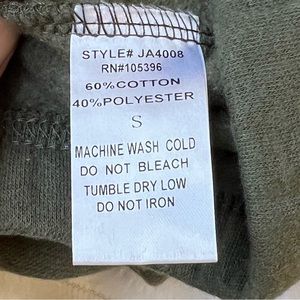 STYLE# JA4008
RN#105396
60%COTTON
40%POLYESTER
S
MACHINE WASH COLD
DO NOT BLEACH
TUMBLE DRY LOW
DO NOT IRON